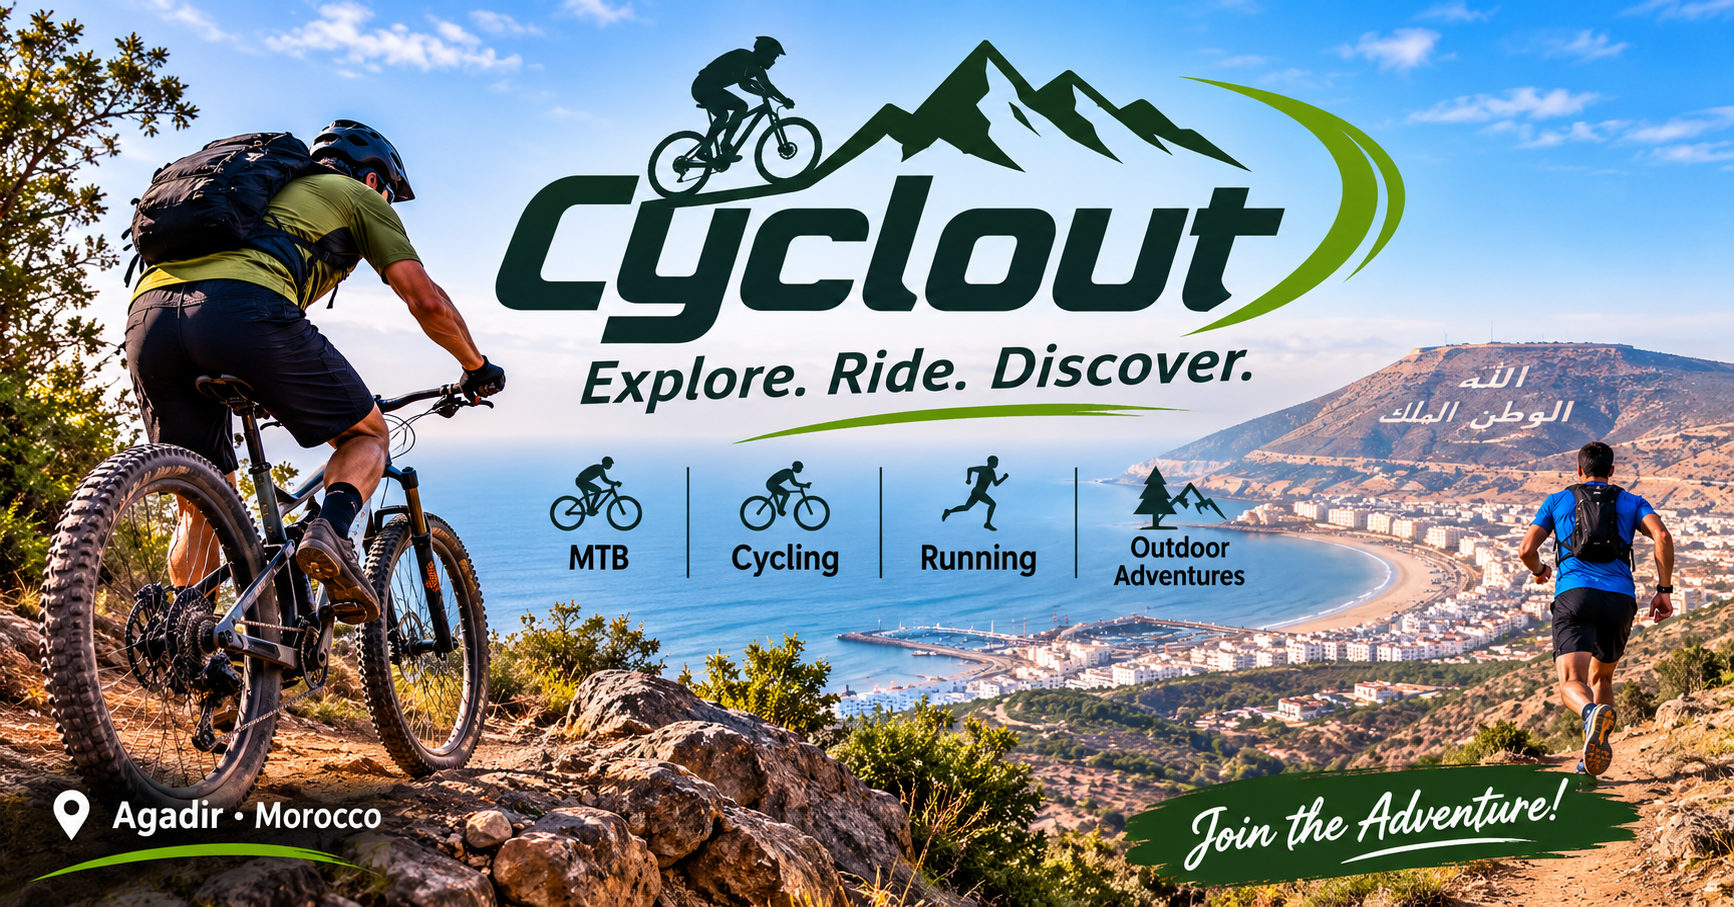 Cyclout
Explore. Ride. Discover.
الله
الوطن الملك
MTB
Cycling
Running
Outdoor
Adventures
Agadir • Morocco
Join the Adventure!